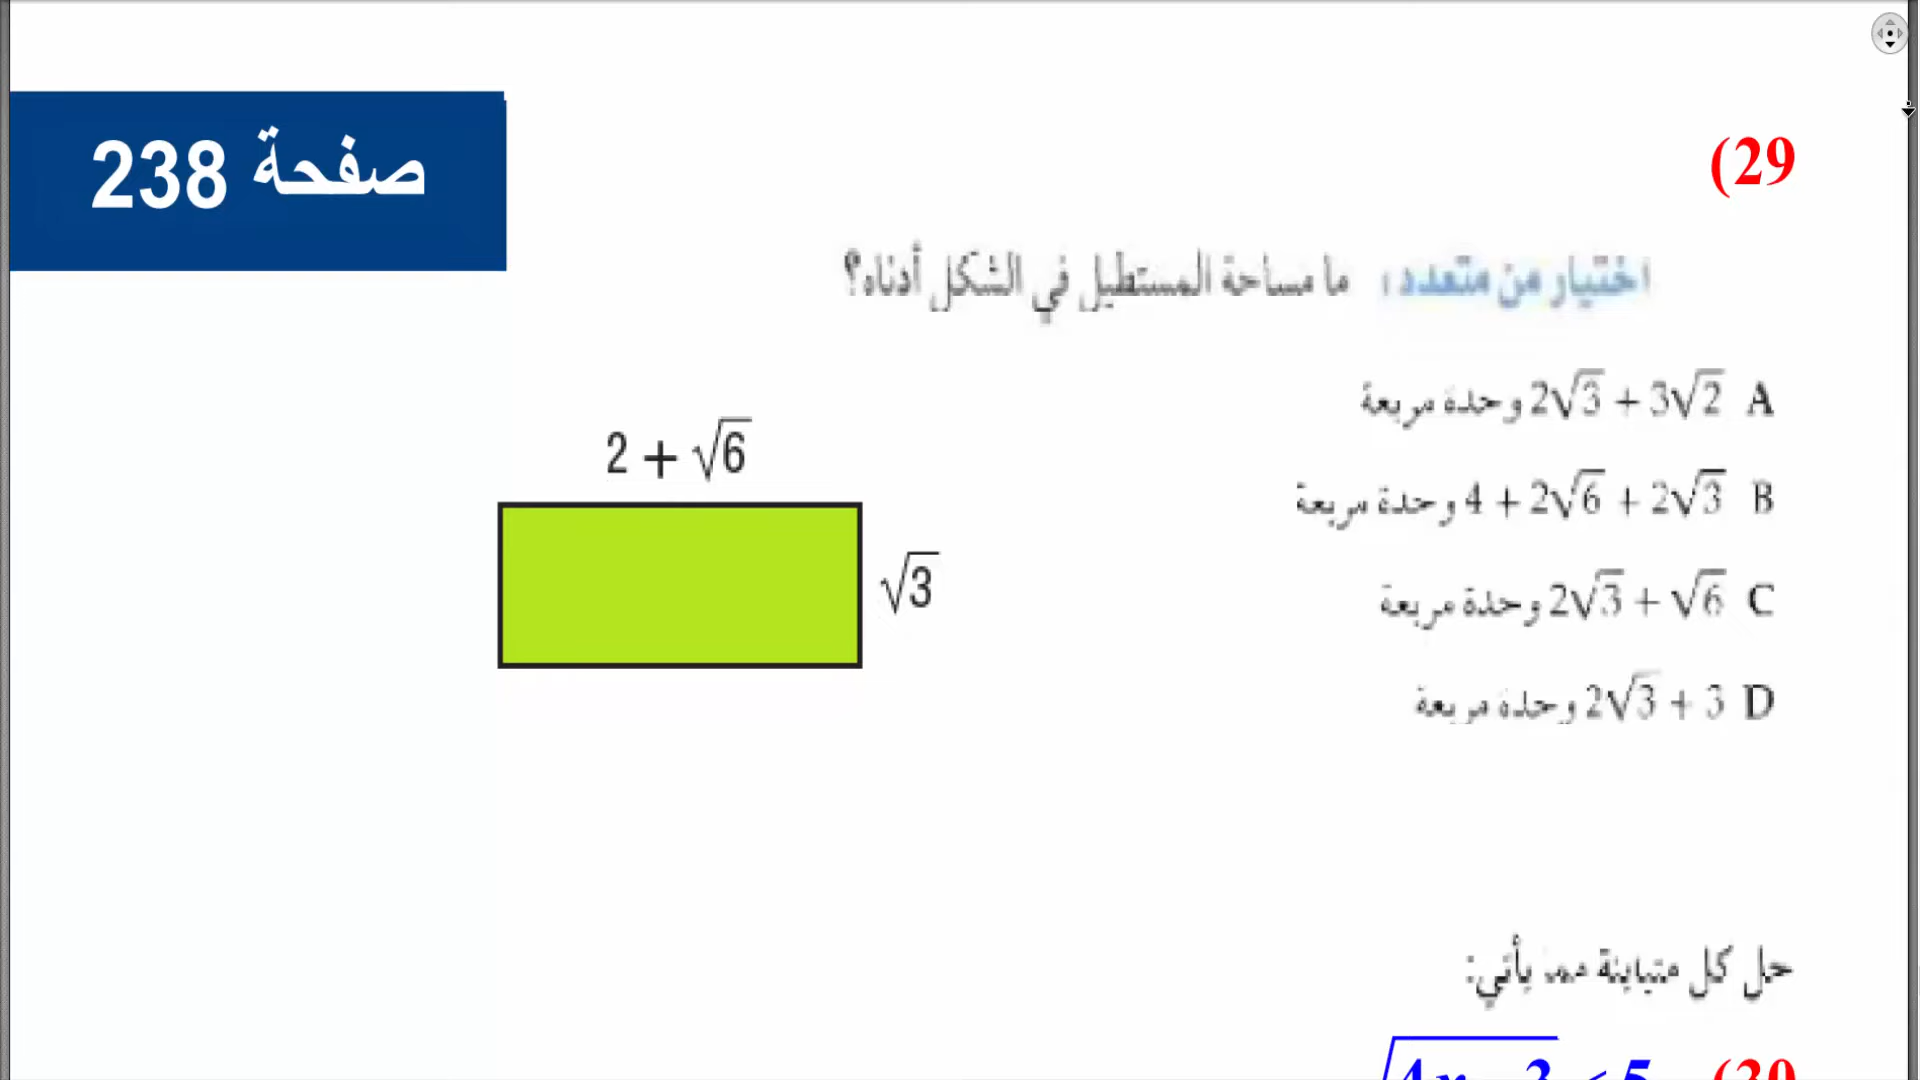 صفحة 238
(29
اختيار من متعدد: ما مساحة المستطيل في الشكل أدناه؟
A 2√3 + 3√2 وحدة مربعة
B 4 + 2√6 + 2√3 وحدة مربعة
C 2√3 + √6 وحدة مربعة
D 2√3 + 3 وحدة مربعة
2 + √6
√3
حل كل متباينة مما يأتي:
(30